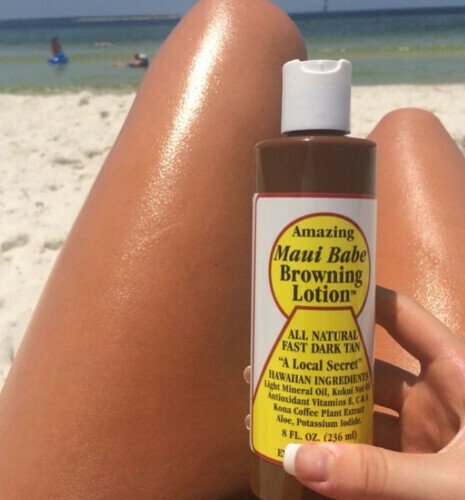 Amazing
Maui Babe
Browning
Lotion™
ALL NATURAL
FAST DARK TAN
"A Local Secret"
HAWAIIAN INGREDIENTS
Light Mineral Oil, Kukui Nut Oil
Antioxidant Vitamins E, C & A
Kona Coffee Plant Extract
Aloe, Potassium Iodide.
8 FL. OZ. (236 ml)